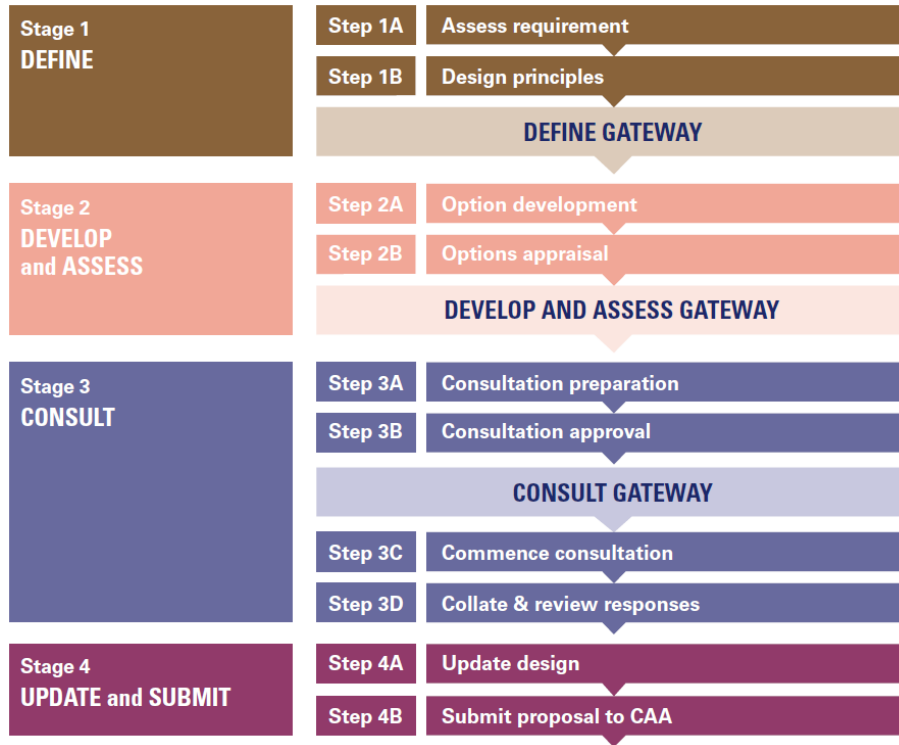 Stage 1
DEFINE
Step 1A Assess requirement
Step 1B Design principles
DEFINE GATEWAY
Stage 2
DEVELOP
and ASSESS
Step 2A Option development
Step 2B Options appraisal
DEVELOP AND ASSESS GATEWAY
Stage 3
CONSULT
Step 3A Consultation preparation
Step 3B Consultation approval
CONSULT GATEWAY
Step 3C Commence consultation
Step 3D Collate & review responses
Stage 4
UPDATE and SUBMIT
Step 4A Update design
Step 4B Submit proposal to CAA